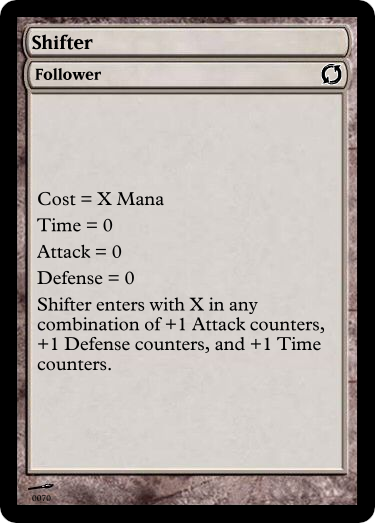 Shifter
Follower
Cost = X Mana
Time = 0
Attack = 0
Defense = 0
Shifter enters with X in any
combination of +1 Attack counters,
+1 Defense counters, and +1 Time
counters.
0070